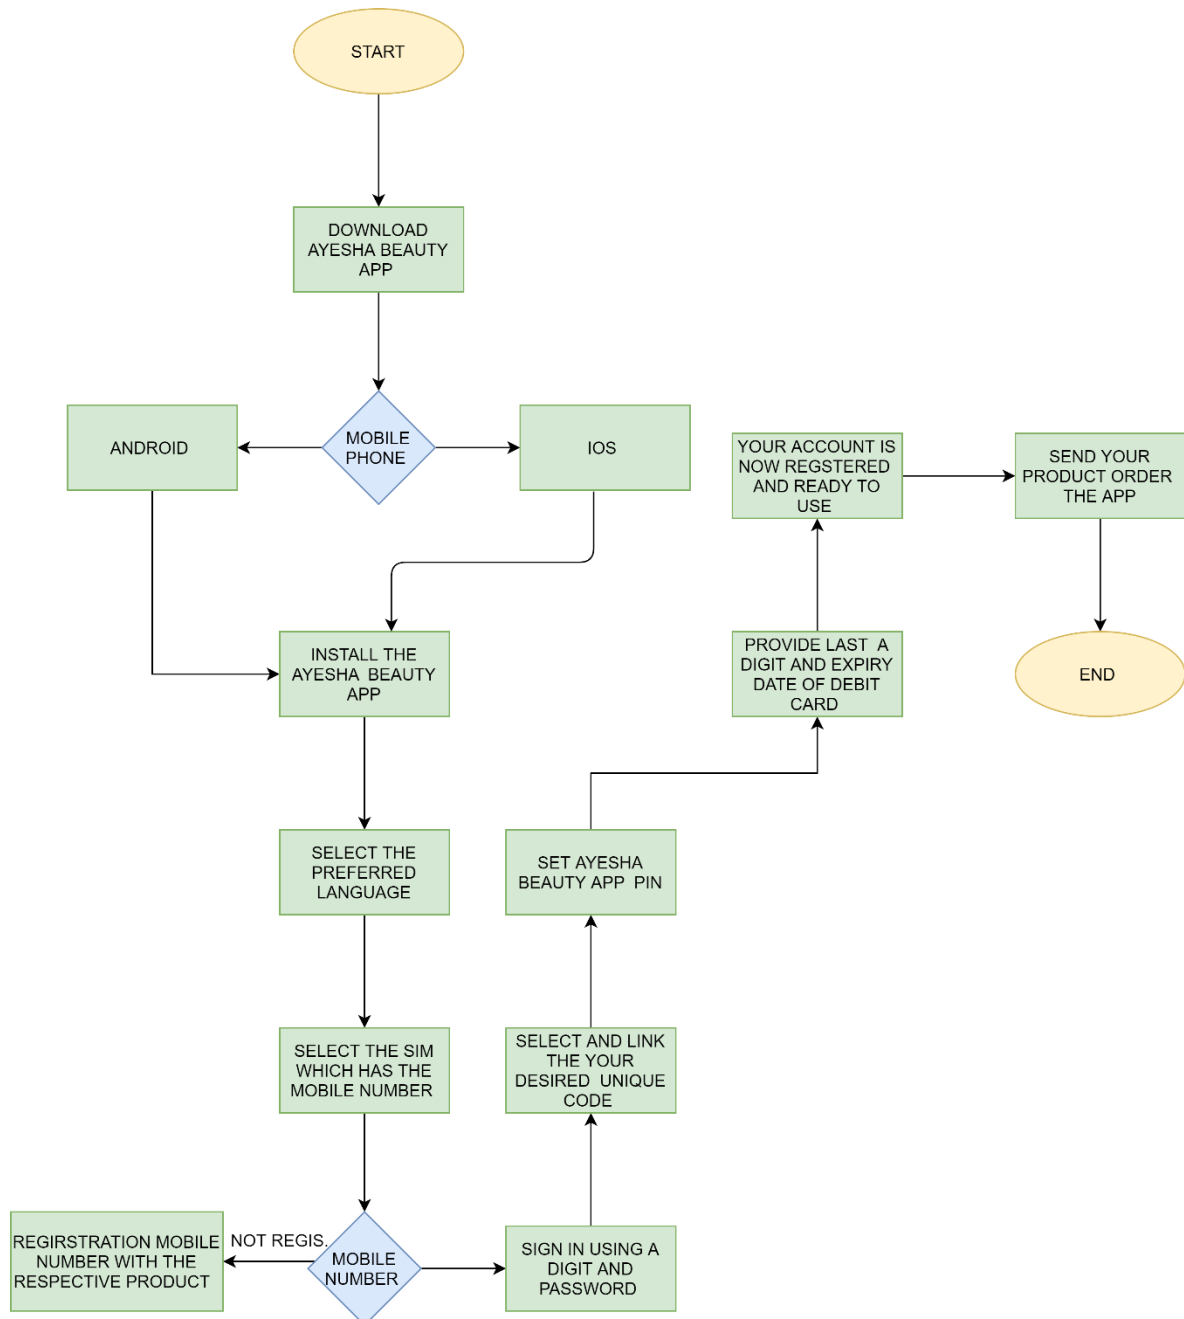 START
DOWNLOAD
AYESHA BEAUTY
APP
MOBILE
PHONE
ANDROID
IOS
INSTALL THE
AYESHA BEAUTY
APP
SELECT THE
PREFERRED
LANGUAGE
SELECT THE SIM
WHICH HAS THE
MOBILE NUMBER
MOBILE
NUMBER
NOT REGIS.
REGIRSTRATION MOBILE
NUMBER WITH THE
RESPECTIVE PRODUCT
SIGN IN USING A
DIGIT AND
PASSWORD
SELECT AND LINK
THE YOUR
DESIRED UNIQUE
CODE
SET AYESHA
BEAUTY APP PIN
PROVIDE LAST A
DIGIT AND EXPIRY
DATE OF DEBIT
CARD
YOUR ACCOUNT IS
NOW REGSTERED
AND READY TO
USE
SEND YOUR
PRODUCT ORDER
THE APP
END